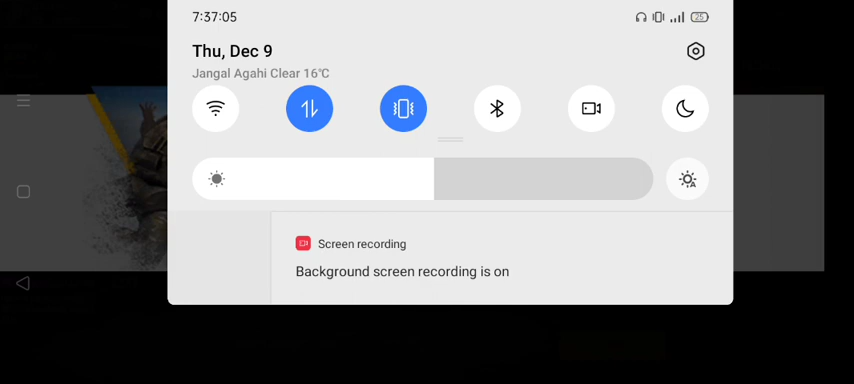 7:37:05
25
Thu, Dec 9
Jangal Agahi Clear 16°C
A
Screen recording
Background screen recording is on